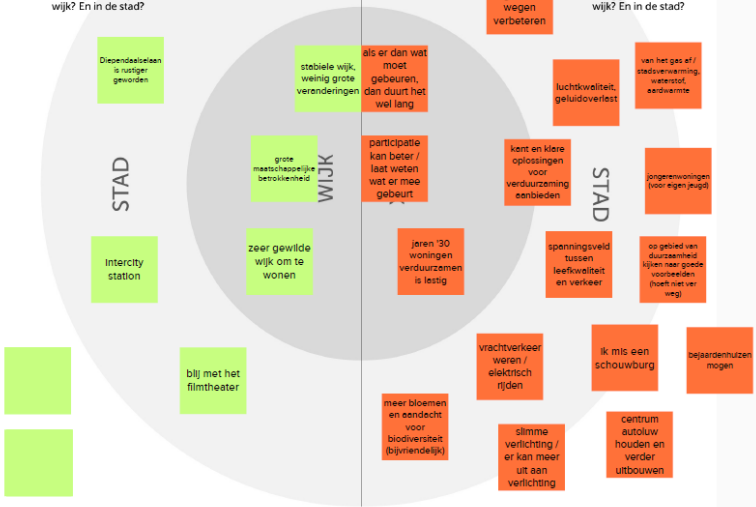 wijk? En in de stad?
wijk? En in de stad?
wegen
verbeteren
Diependaalselaan
is rustiger
geworden
stabiele wijk,
weinig grote
veranderingen
als er dan wat
moet
gebeuren,
dan duurt het
wel lang
luchtkwaliteit,
geluidoverlast
van het gas af /
stadsverwarming,
waterstof,
aardwarmte
grote
maatschappelijke
betrokkenheid
participatie
kan beter /
laat weten
wat er mee
gebeurt
kant en klare
oplossingen
voor
verduurzaming
aanbieden
jongerenwoningen
(voor eigen jeugd)
STAD
WIJK
STAD
Intercity
station
zeer gewilde
wijk om te
wonen
jaren '30
woningen
verduurzamen
is lastig
spanningsveld
tussen
leefkwaliteit
en verkeer
op gebied van
duurzaamheid
kijken naar goede
voorbeelden
(hoeft niet ver
weg)
blij met het
filmtheater
vrachtverkeer
weren /
elektrisch
rijden
ik mis een
schouwburg
bejaardenhuizen
mogen
meer bloemen
en aandacht
voor
biodiversiteit
(bijvriendelijk)
slimme
verlichting /
er kan meer
uit aan
verlichting
centrum
autoluw
houden en
verder
uitbouwen